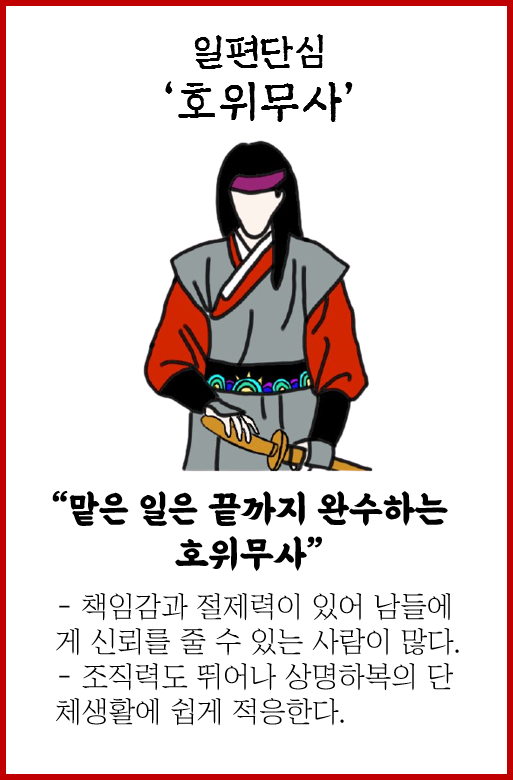 일편단심
‘호위무사’
“맡은 일은 끝까지 완수하는
호위무사”
- 책임감과 절제력이 있어 남들에
게 신뢰를 줄 수 있는 사람이 많다.
- 조직력도 뛰어나 상명하복의 단
체생활에 쉽게 적응한다.